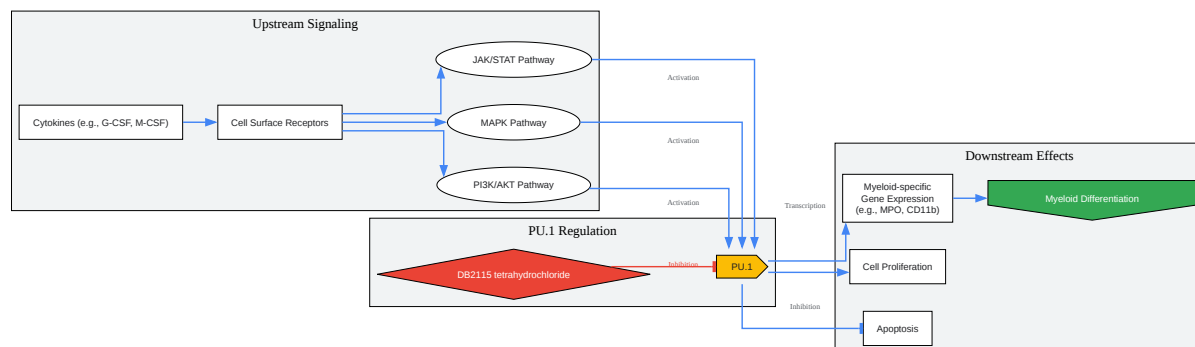 Upstream Signaling
JAK/STAT Pathway
Activation
Cytokines (e.g., G-CSF, M-CSF)
Cell Surface Receptors
MAPK Pathway
Activation
PI3K/AKT Pathway
Activation
Downstream Effects
Myeloid-specific
Gene Expression
(e.g., MPO, CD11b)
Myeloid Differentiation
Transcription
PU.1 Regulation
DB2115 tetrahydrochloride
Inhibition
PU.1
Cell Proliferation
Inhibition
Apoptosis